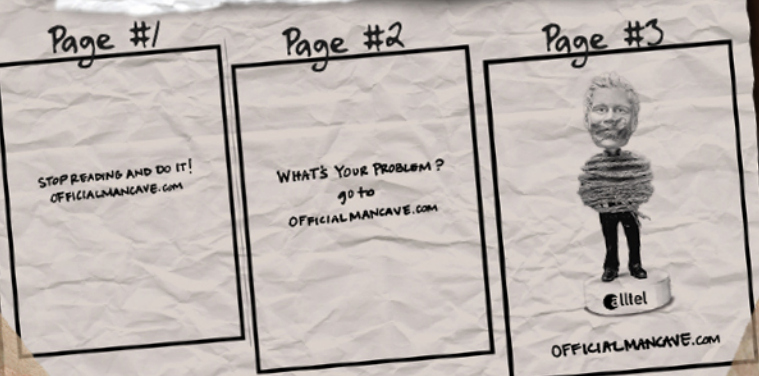 Page #1
STOP READING AND DO IT!
OFFICIALMANCAVE.COM
Page #2
WHAT'S YOUR PROBLEM?
go to
OFFICIALMANCAVE.COM
Page #3
alltel
OFFICIALMANCAVE.COM